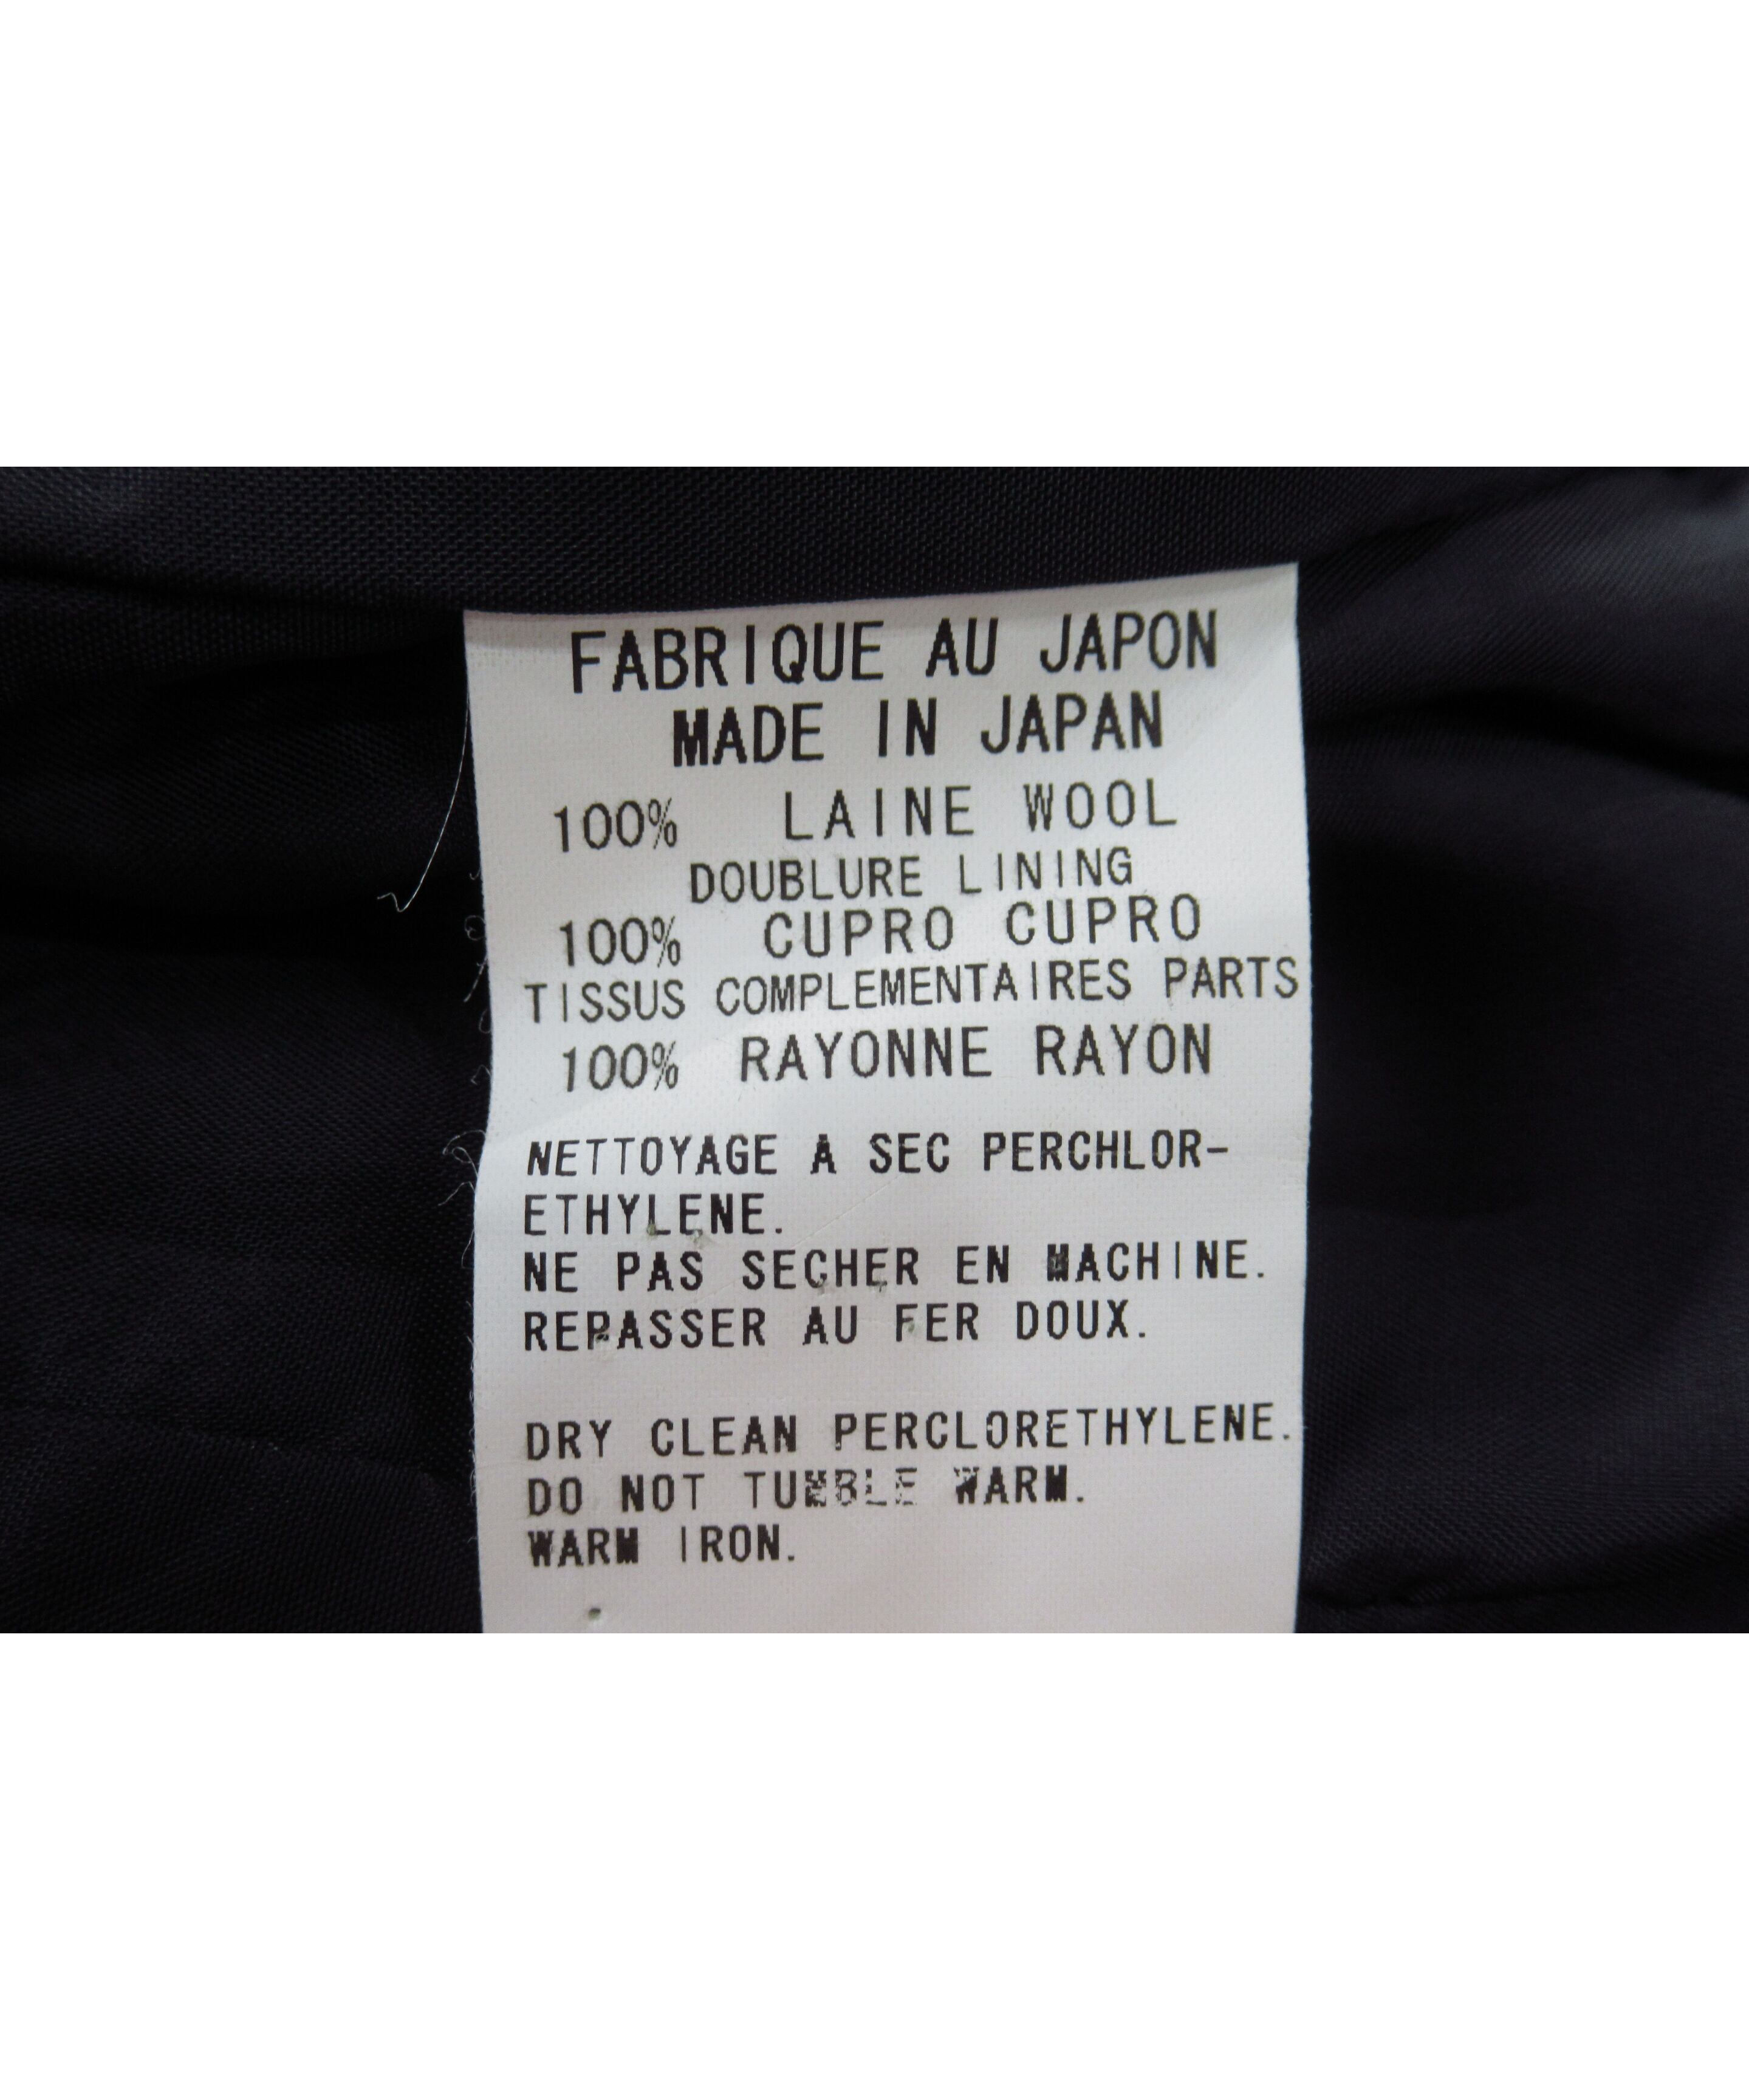 FABRIQUE AU JAPON
MADE IN JAPAN
100% LAINE WOOL
DOUBLURE LINING
100% CUPRO CUPRO
TISSUS COMPLEMENTAIRES PARTS
100% RAYONNE RAYON
NETTOYAGE A SEC PERCHLOR-
ETHYLENE.
NE PAS SECHER EN MACHINE.
REPASSER AU FER DOUX.
DRY CLEAN PERCLORETHYLENE.
DO NOT TUMBLE WARM.
WARM IRON.